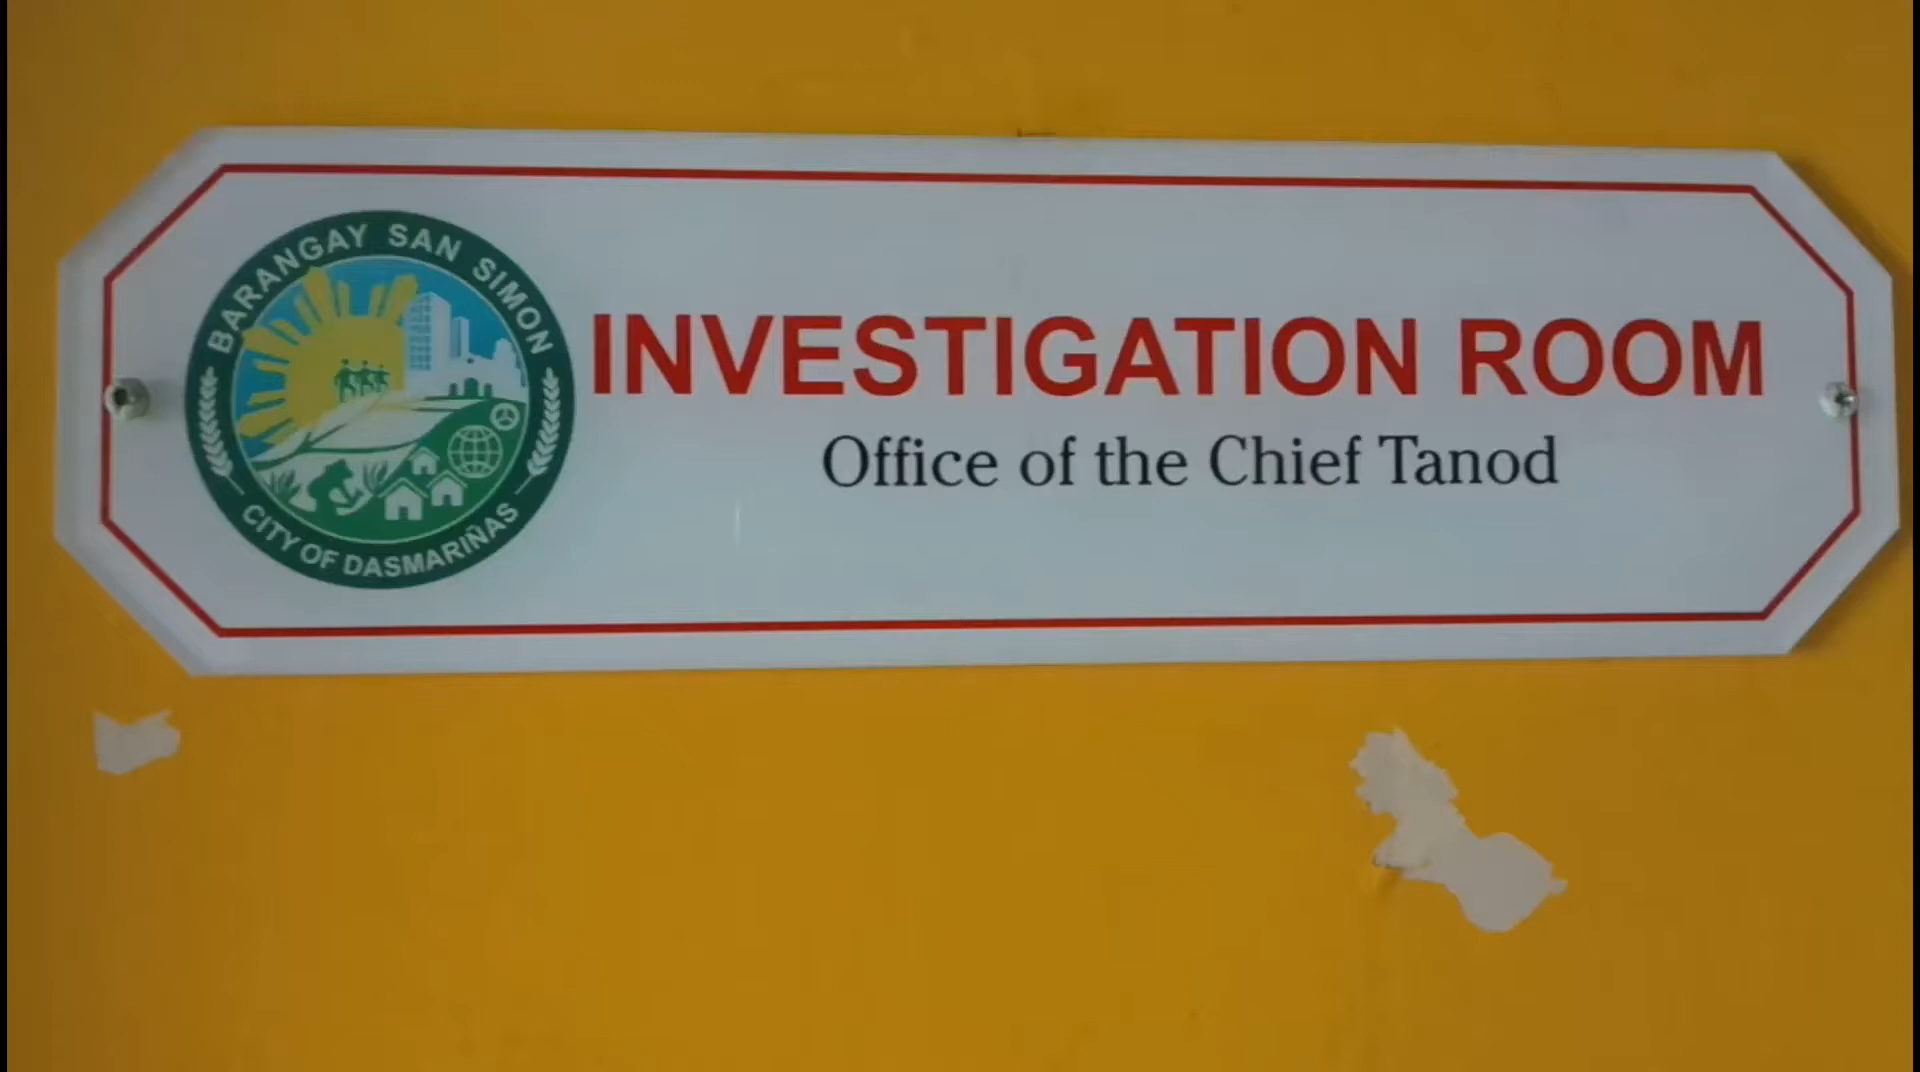 BARANGAY SAN SIMON
CITY OF DASMARIÑAS
INVESTIGATION ROOM
Office of the Chief Tanod